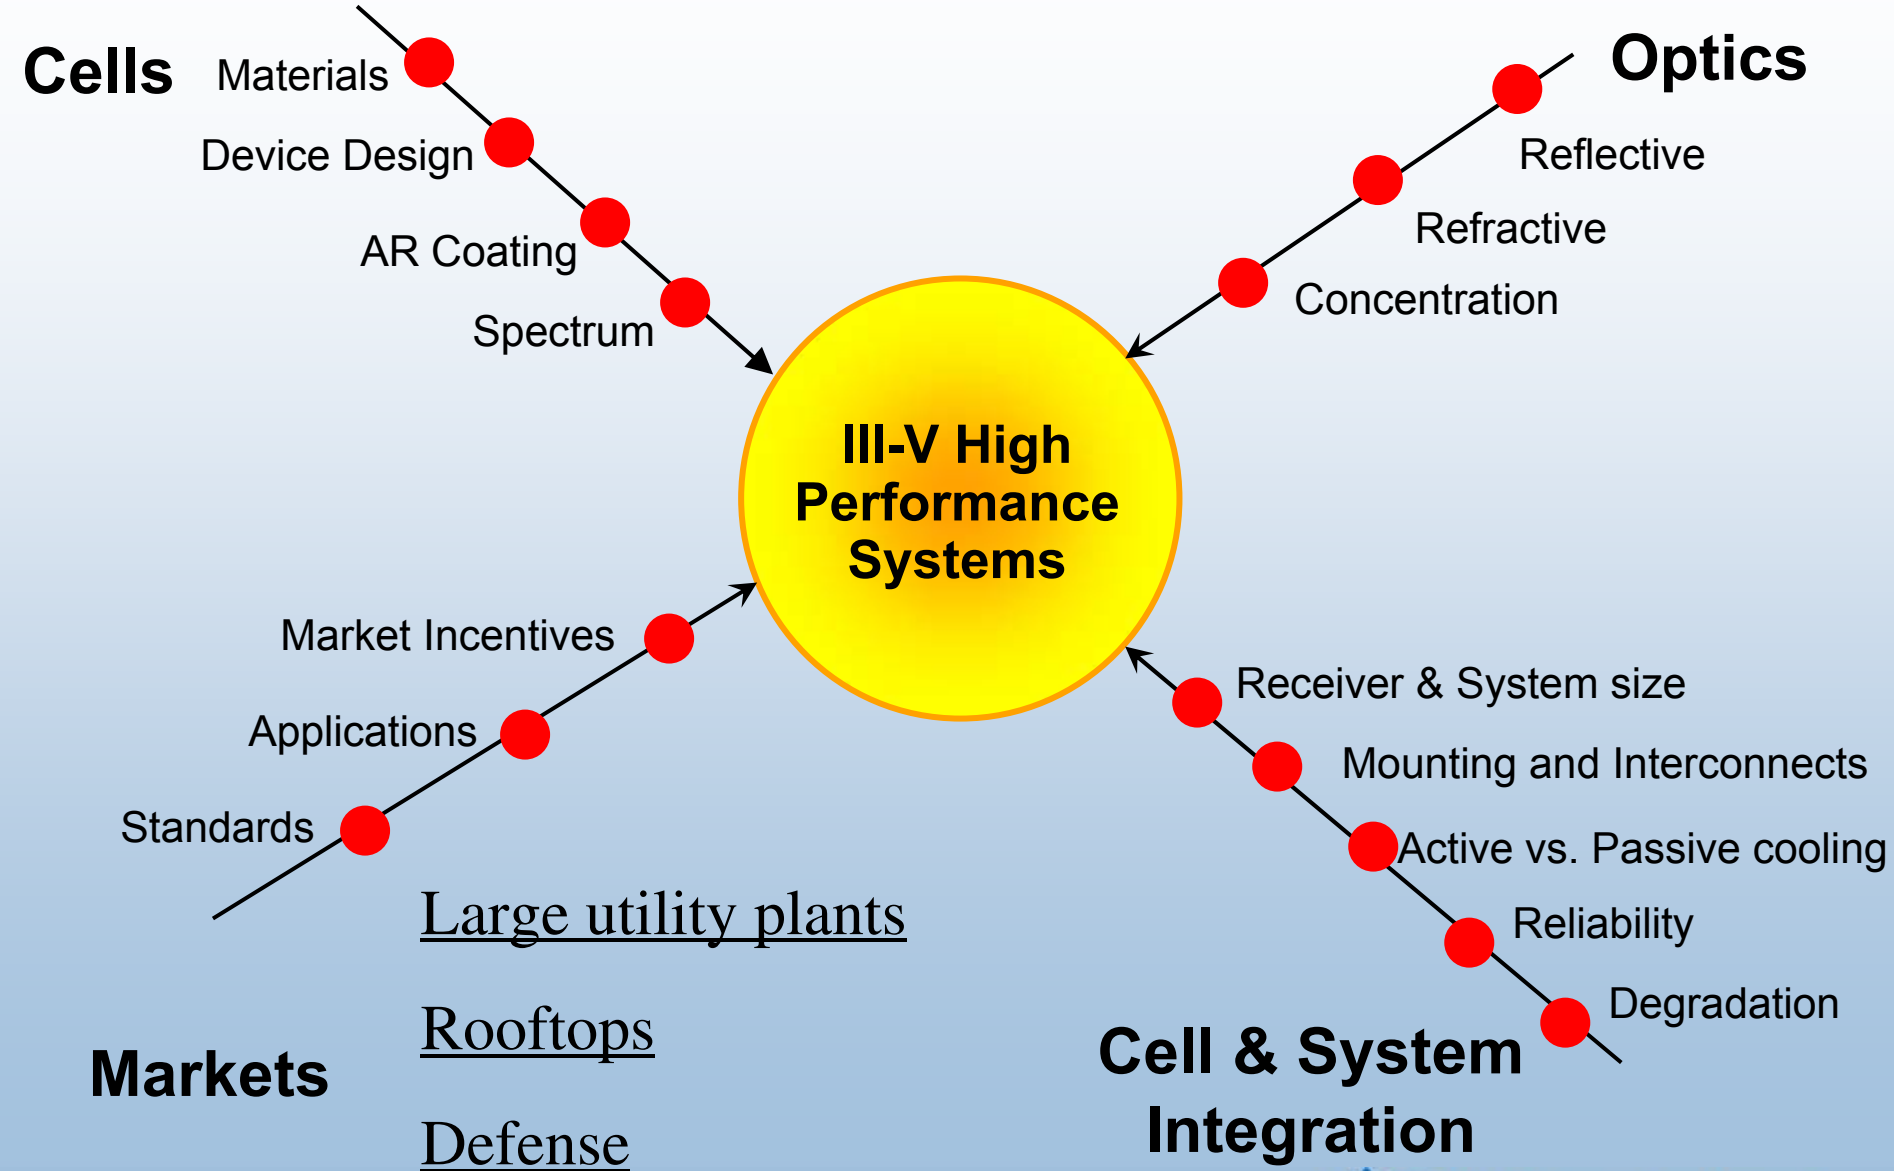 Cells
Materials
Device Design
AR Coating
Spectrum
Optics
Reflective
Refractive
Concentration
III-V High
Performance
Systems
Market Incentives
Applications
Standards
Markets
Large utility plants
Rooftops
Defense
Receiver & System size
Mounting and Interconnects
Active vs. Passive cooling
Reliability
Degradation
Cell & System
Integration